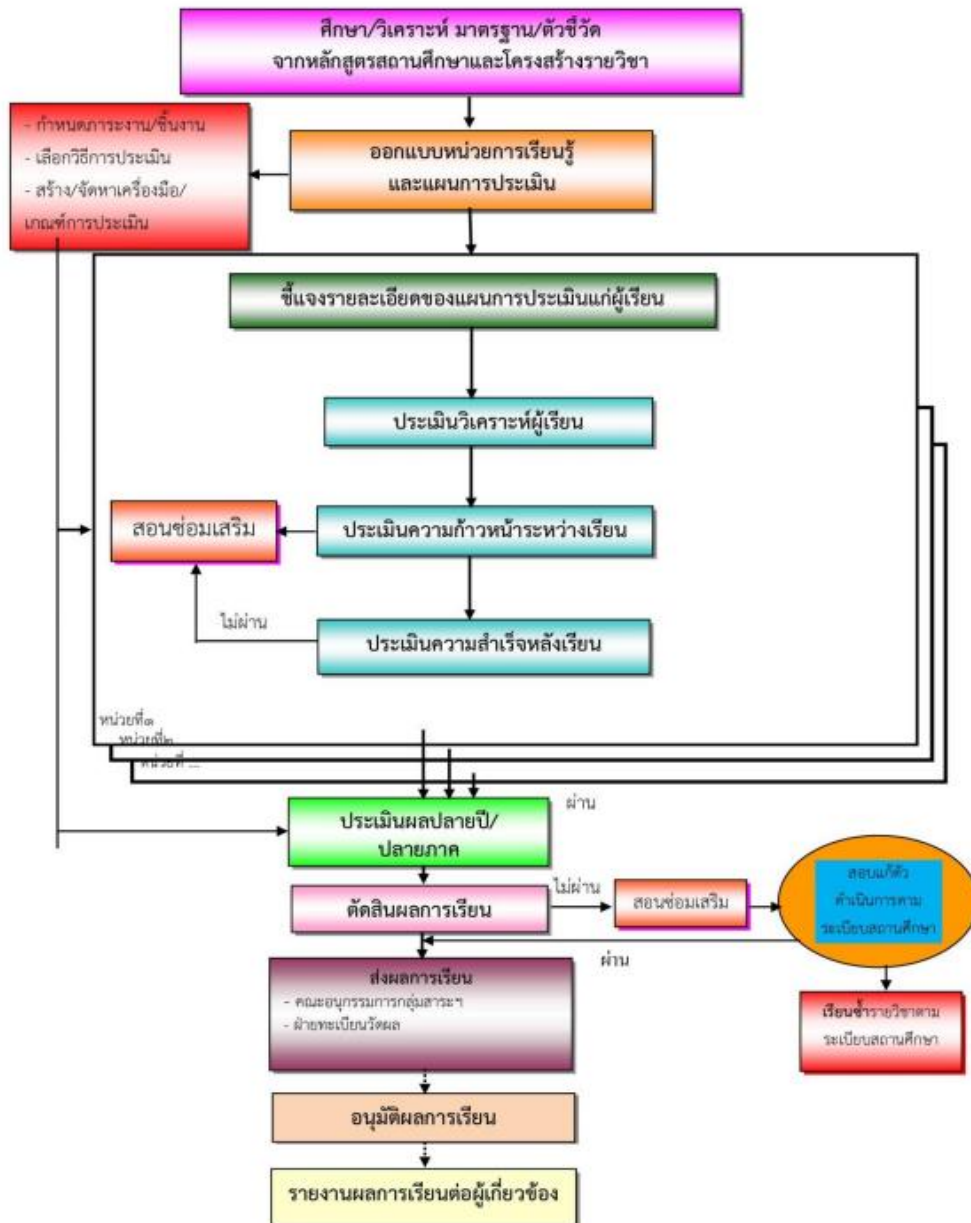 ศึกษา/วิเคราะห์ มาตรฐาน/ตัวชี้วัด
จากหลักสูตรสถานศึกษาและโครงสร้างรายวิชา
- กำหนดภาระงาน/ชิ้นงาน
- เลือกวิธีการประเมิน
- สร้าง/จัดหาเครื่องมือ/
เกณฑ์การประเมิน
ออกแบบหน่วยการเรียนรู้
และแผนการประเมิน
ชี้แจงรายละเอียดของแผนการประเมินแก่ผู้เรียน
ประเมินวิเคราะห์ผู้เรียน
สอนซ่อมเสริม
ประเมินความก้าวหน้าระหว่างเรียน
ไม่ผ่าน
ประเมินความสำเร็จหลังเรียน
หน่วยที่๑
หน่วยที่๒
หน่วยที่ ...
ผ่าน
ประเมินผลปลายปี/
ปลายภาค
ตัดสินผลการเรียน
ไม่ผ่าน
สอนซ่อมเสริม
สอบแก้ตัว
ดำเนินการตาม
ระเบียบสถานศึกษา
ผ่าน
ส่งผลการเรียน
- คณะอนุกรรมการกลุ่มสาระฯ
- ฝ่ายทะเบียนวัดผล
เรียนซ้ำรายวิชาตาม
ระเบียบสถานศึกษา
อนุมัติผลการเรียน
รายงานผลการเรียนต่อผู้เกี่ยวข้อง